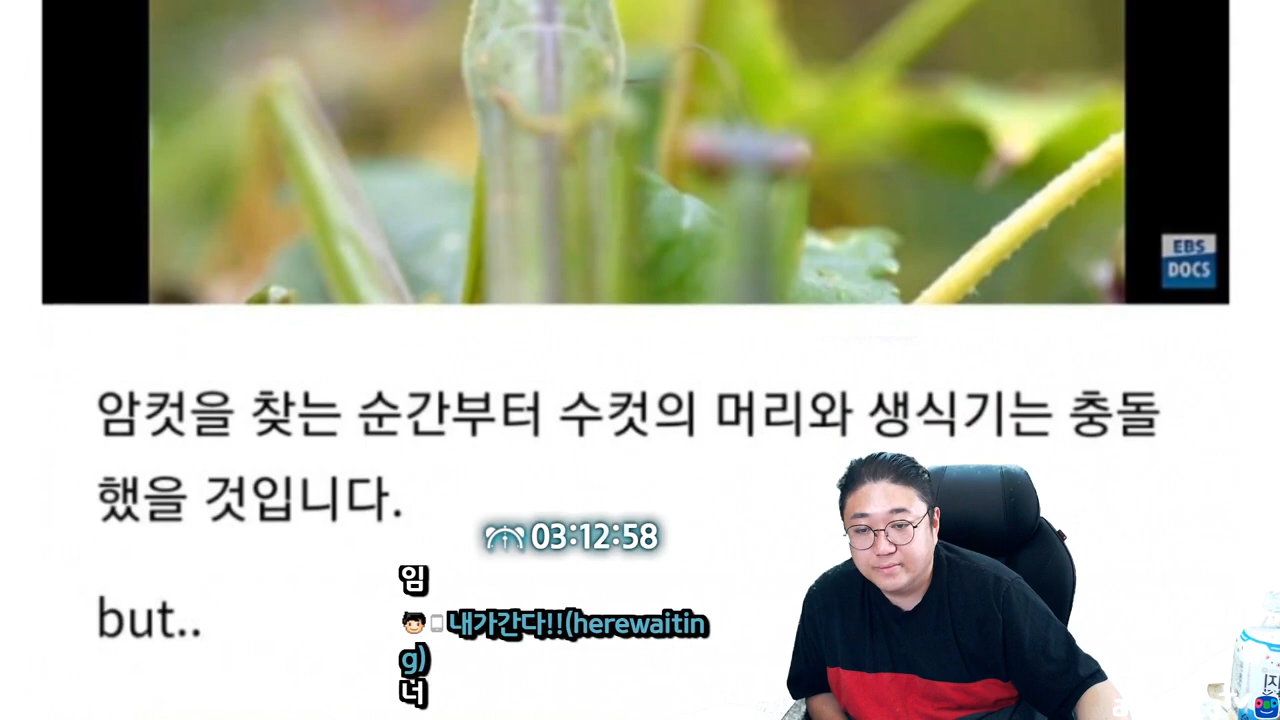 EBS
DOCS
암컷을 찾는 순간부터 수컷의 머리와 생식기는 충돌
했을 것입니다.
03:12:58
임
내가간다!!(herewaitin
g)
너
but..